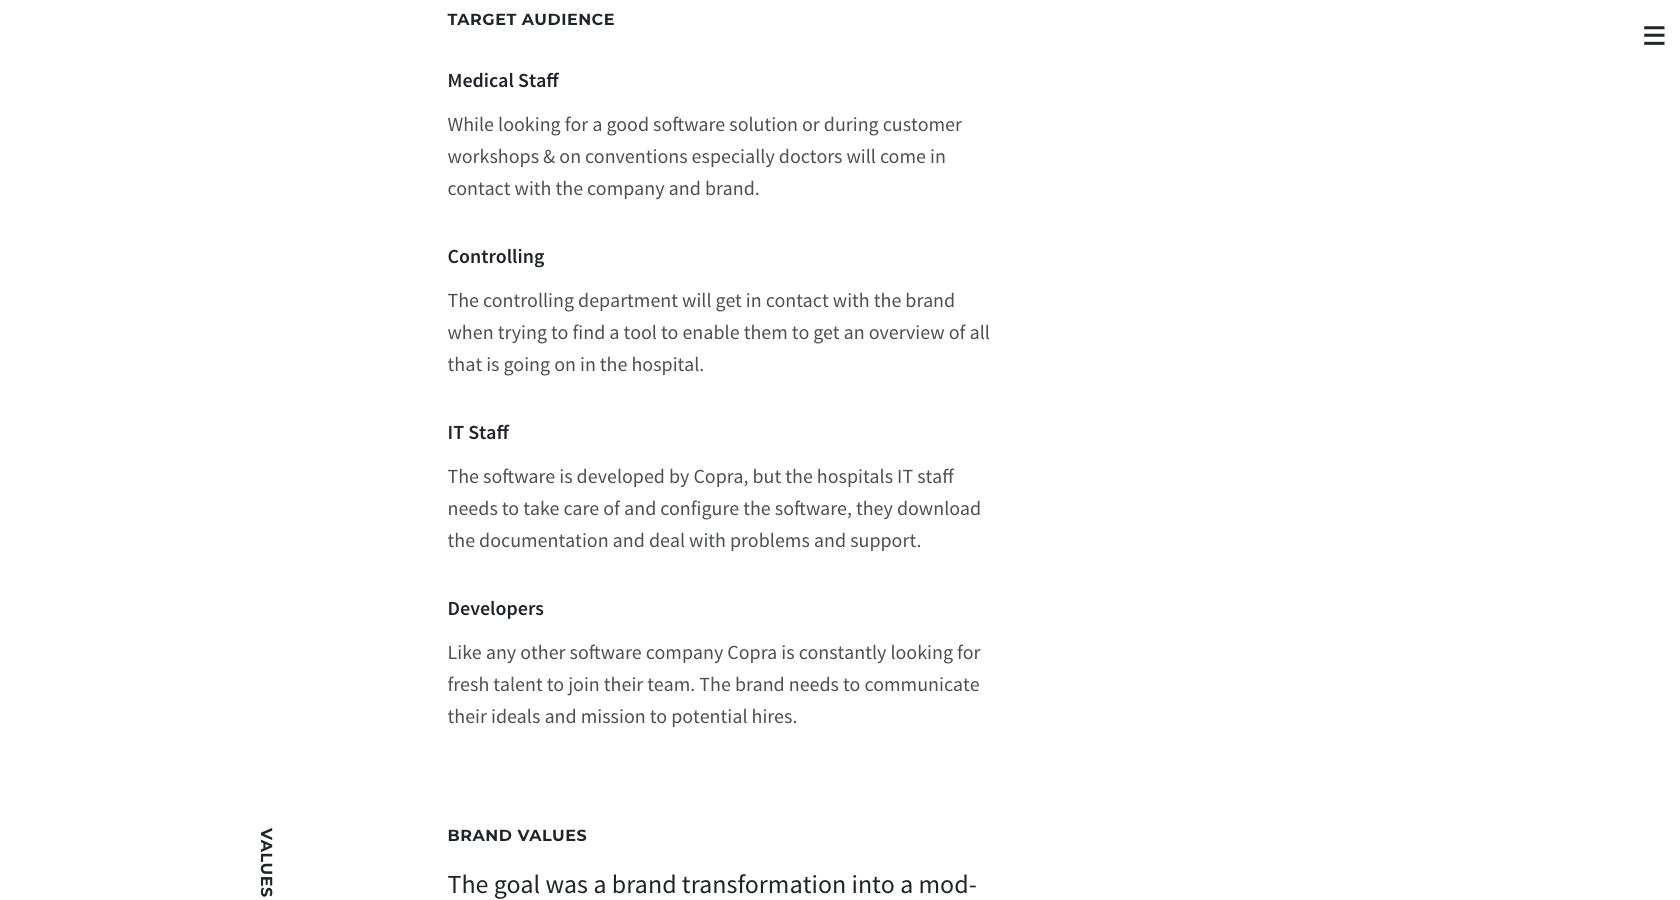 TARGET AUDIENCE
Medical Staff
While looking for a good software solution or during customer
workshops & on conventions especially doctors will come in
contact with the company and brand.
Controlling
The controlling department will get in contact with the brand
when trying to find a tool to enable them to get an overview of all
that is going on in the hospital.
IT Staff
The software is developed by Copra, but the hospitals IT staff
needs to take care of and configure the software, they download
the documentation and deal with problems and support.
Developers
Like any other software company Copra is constantly looking for
fresh talent to join their team. The brand needs to communicate
their ideals and mission to potential hires.
VALUES
BRAND VALUES
The goal was a brand transformation into a mod-